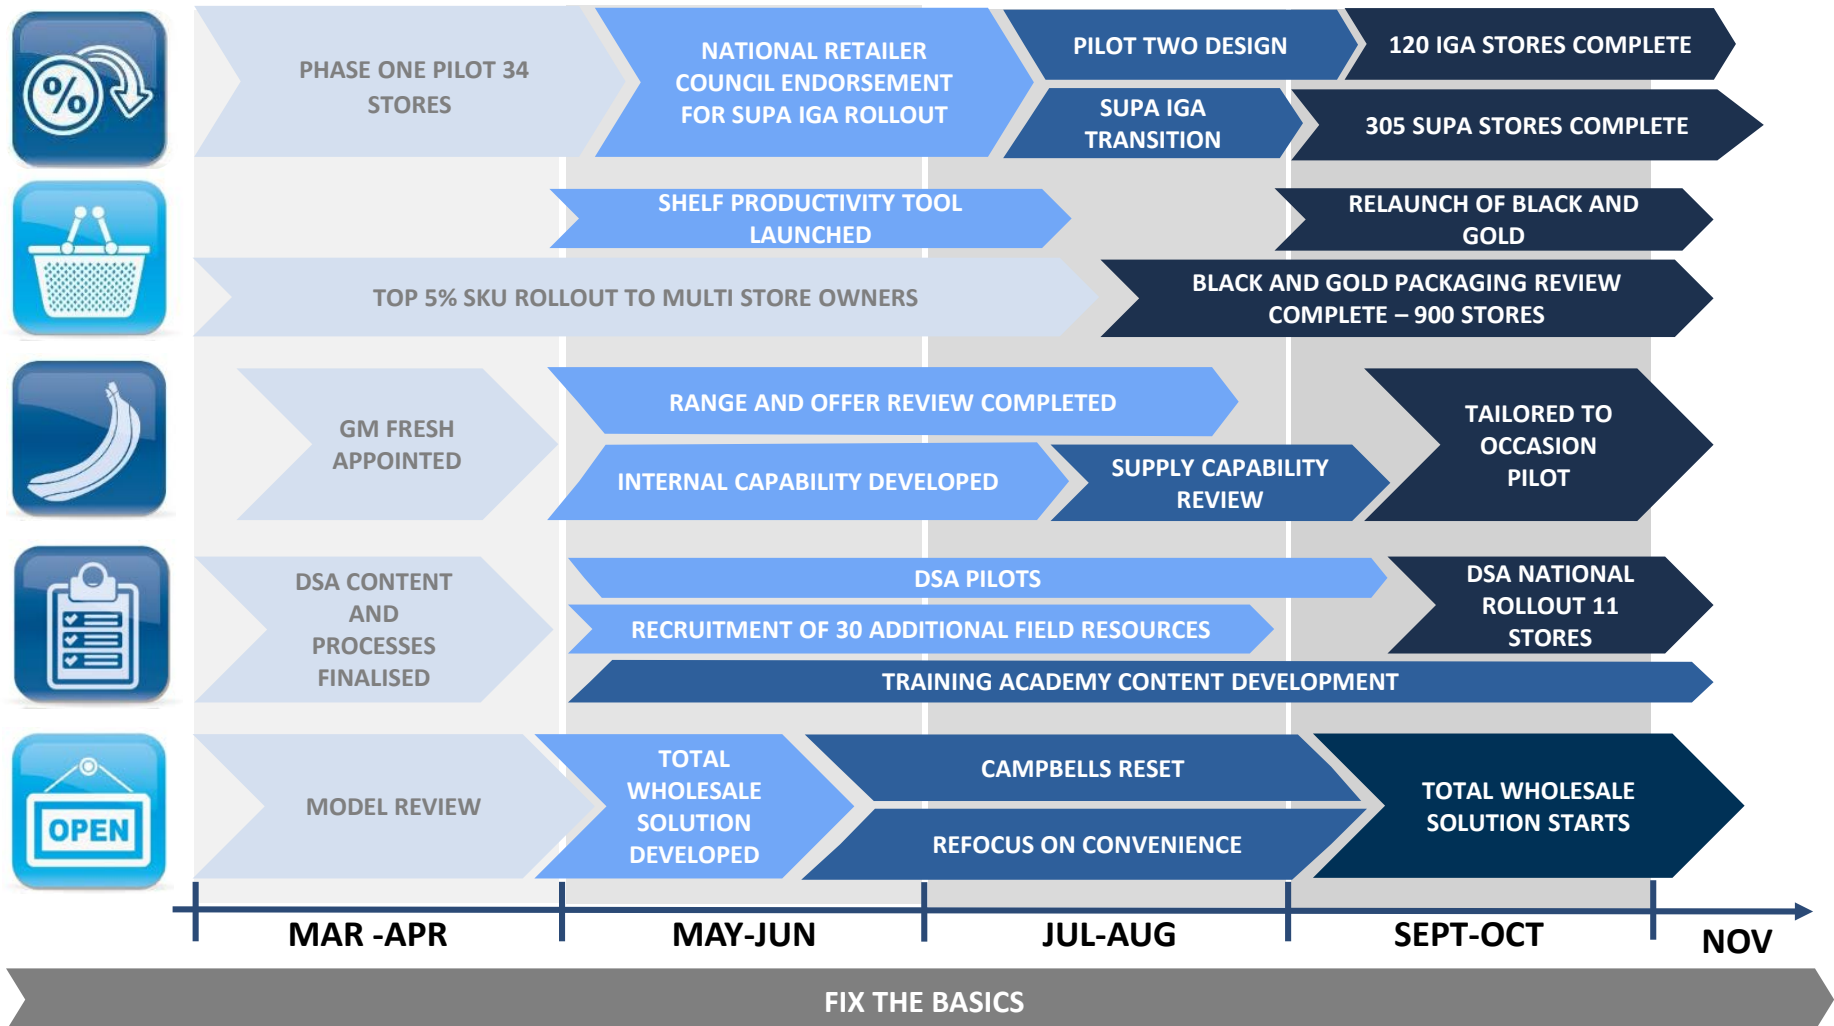 PHASE ONE PILOT 34
STORES
NATIONAL RETAILER
COUNCIL ENDORSEMENT
FOR SUPA IGA ROLLOUT
PILOT TWO DESIGN
120 IGA STORES COMPLETE
SUPA IGA
TRANSITION
305 SUPA STORES COMPLETE
%
SHELF PRODUCTIVITY TOOL
LAUNCHED
RELAUNCH OF BLACK AND
GOLD
TOP 5% SKU ROLLOUT TO MULTI STORE OWNERS
BLACK AND GOLD PACKAGING REVIEW
COMPLETE – 900 STORES
GM FRESH
APPOINTED
RANGE AND OFFER REVIEW COMPLETED
INTERNAL CAPABILITY DEVELOPED
SUPPLY CAPABILITY
REVIEW
TAILORED TO
OCCASION
PILOT
DSA CONTENT
AND
PROCESSES
FINALISED
DSA PILOTS
RECRUITMENT OF 30 ADDITIONAL FIELD RESOURCES
TRAINING ACADEMY CONTENT DEVELOPMENT
DSA NATIONAL
ROLLOUT 11
STORES
OPEN
MODEL REVIEW
TOTAL
WHOLESALE
SOLUTION
DEVELOPED
CAMPBELLS RESET
REFOCUS ON CONVENIENCE
TOTAL WHOLESALE
SOLUTION STARTS
MAR -APR
MAY-JUN
JUL-AUG
SEPT-OCT
NOV
FIX THE BASICS